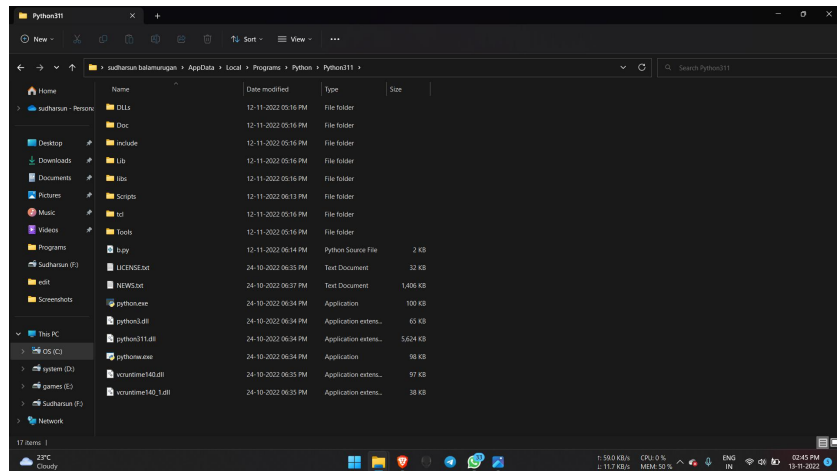 Python311
New
Sort
View
sudharsun balamurugan > AppData > Local > Programs > Python > Python311 >
Search Python311
Name Date modified Type Size
Home
sudharsun - Persona
Desktop
Downloads
Documents
Pictures
Music
Videos
Programs
Sudharsun (F:)
edit
Screenshots
This PC
OS (C:)
system (D:)
games (E:)
Sudharsun (F:)
Network
DLLs 12-11-2022 05:16 PM File folder
Doc 12-11-2022 05:16 PM File folder
include 12-11-2022 05:16 PM File folder
Lib 12-11-2022 05:16 PM File folder
libs 12-11-2022 05:16 PM File folder
Scripts 12-11-2022 06:13 PM File folder
tcl 12-11-2022 05:16 PM File folder
Tools 12-11-2022 05:16 PM File folder
b.py 12-11-2022 06:14 PM Python Source File 2 KB
LICENSE.txt 24-10-2022 06:35 PM Text Document 32 KB
NEWS.txt 24-10-2022 06:37 PM Text Document 1,406 KB
python.exe 24-10-2022 06:34 PM Application 100 KB
python3.dll 24-10-2022 06:34 PM Application extens... 65 KB
python311.dll 24-10-2022 06:34 PM Application extens... 5,624 KB
pythonw.exe 24-10-2022 06:34 PM Application 98 KB
vcruntime140.dll 24-10-2022 06:35 PM Application extens... 97 KB
vcruntime140_1.dll 24-10-2022 06:35 PM Application extens... 38 KB
17 items
23°C
Cloudy
↑: 59.0 KB/s CPU: 0 %
↓: 11.7 KB/s MEM: 50 %
ENG
IN
02:45 PM
13-11-2022